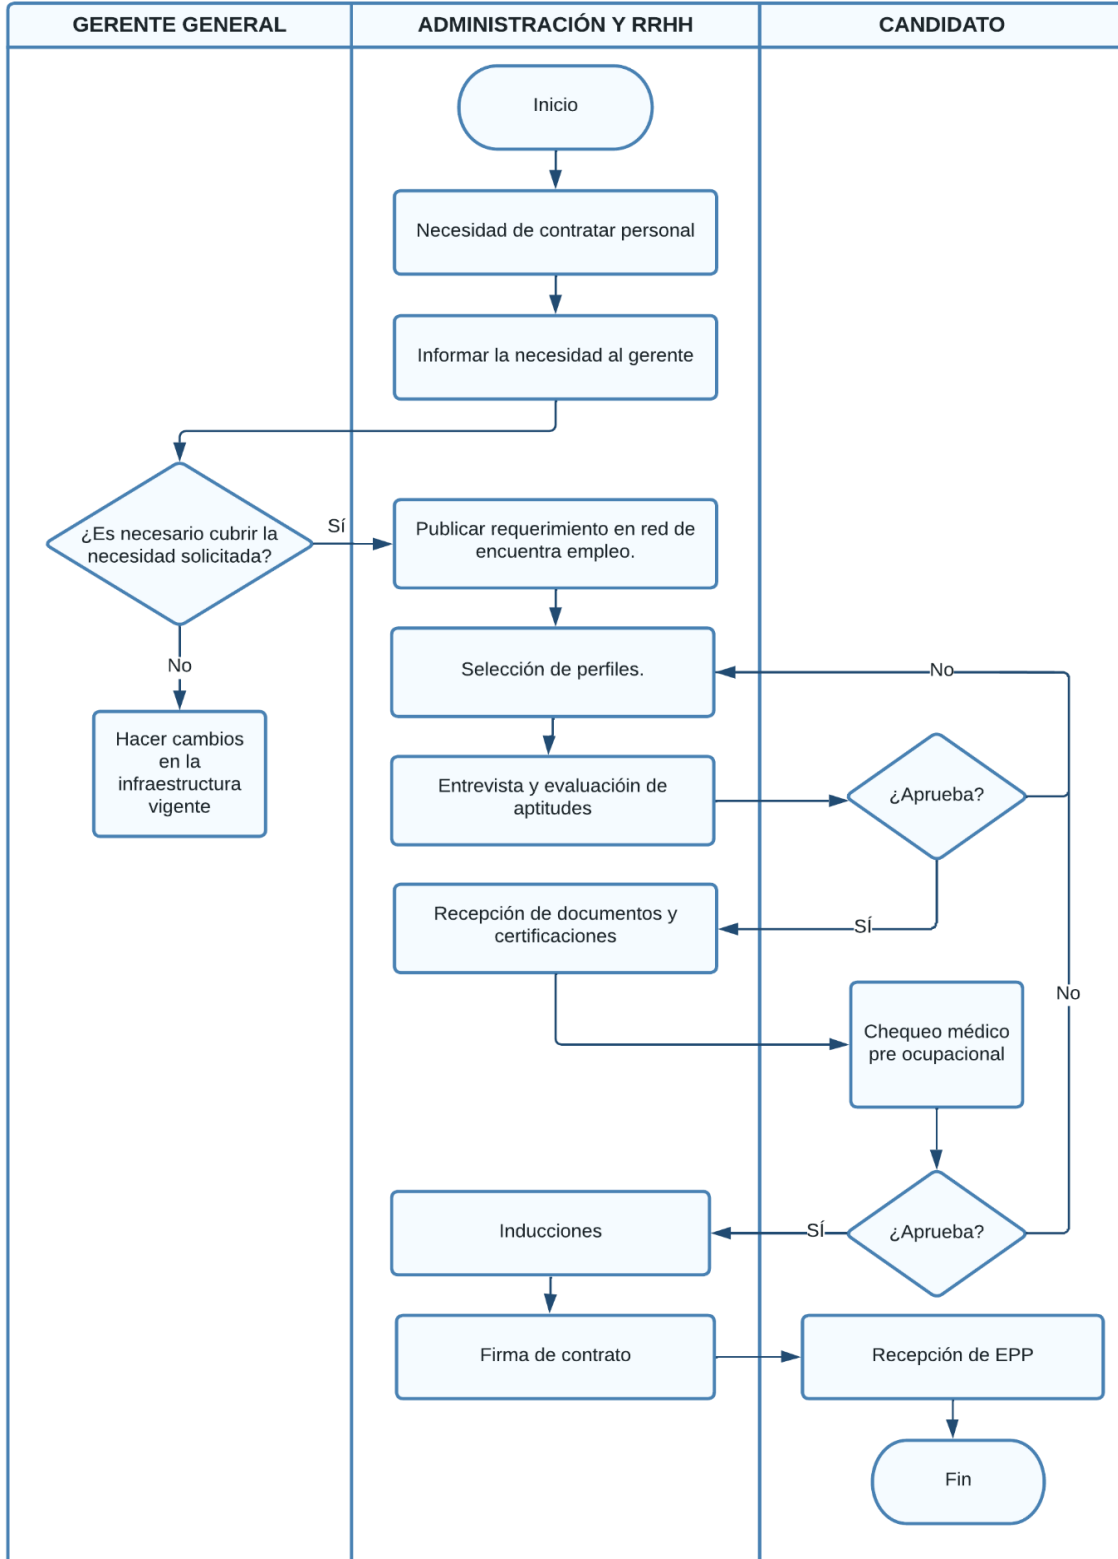 GERENTE GENERAL
ADMINISTRACIÓN Y RRHH
CANDIDATO
Inicio
Necesidad de contratar personal
Informar la necesidad al gerente
¿Es necesario cubrir la
necesidad solicitada?
Sí
Publicar requerimiento en red de
encuentra empleo.
No
Selección de perfiles.
No
Hacer cambios
en la
infraestructura
vigente
Entrevista y evaluacióin de
aptitudes
¿Aprueba?
Recepción de documentos y
certificaciones
SÍ
No
Chequeo médico
pre ocupacional
Inducciones
SÍ
¿Aprueba?
Firma de contrato
Recepción de EPP
Fin